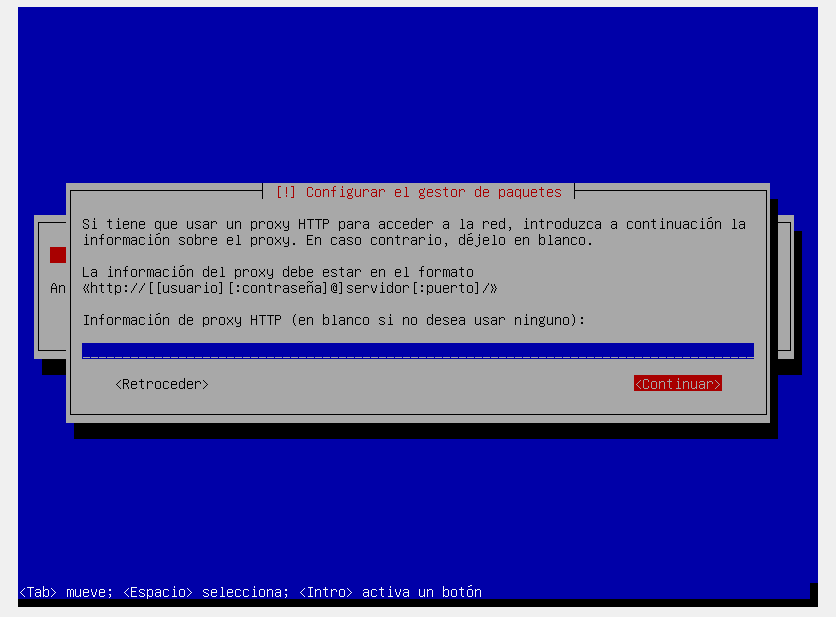 [!] Configurar el gestor de paquetes
Si tiene que usar un proxy HTTP para acceder a la red, introduzca a continuación la
información sobre el proxy. En caso contrario, déjelo en blanco.
La información del proxy debe estar en el formato
«http://[[usuario][:contraseña]@]servidor[:puerto]/»
An
Información de proxy HTTP (en blanco si no desea usar ninguno):
<Retroceder> <Continuar>
<Tab> mueve; <Espacio> selecciona; <Intro> activa un botón